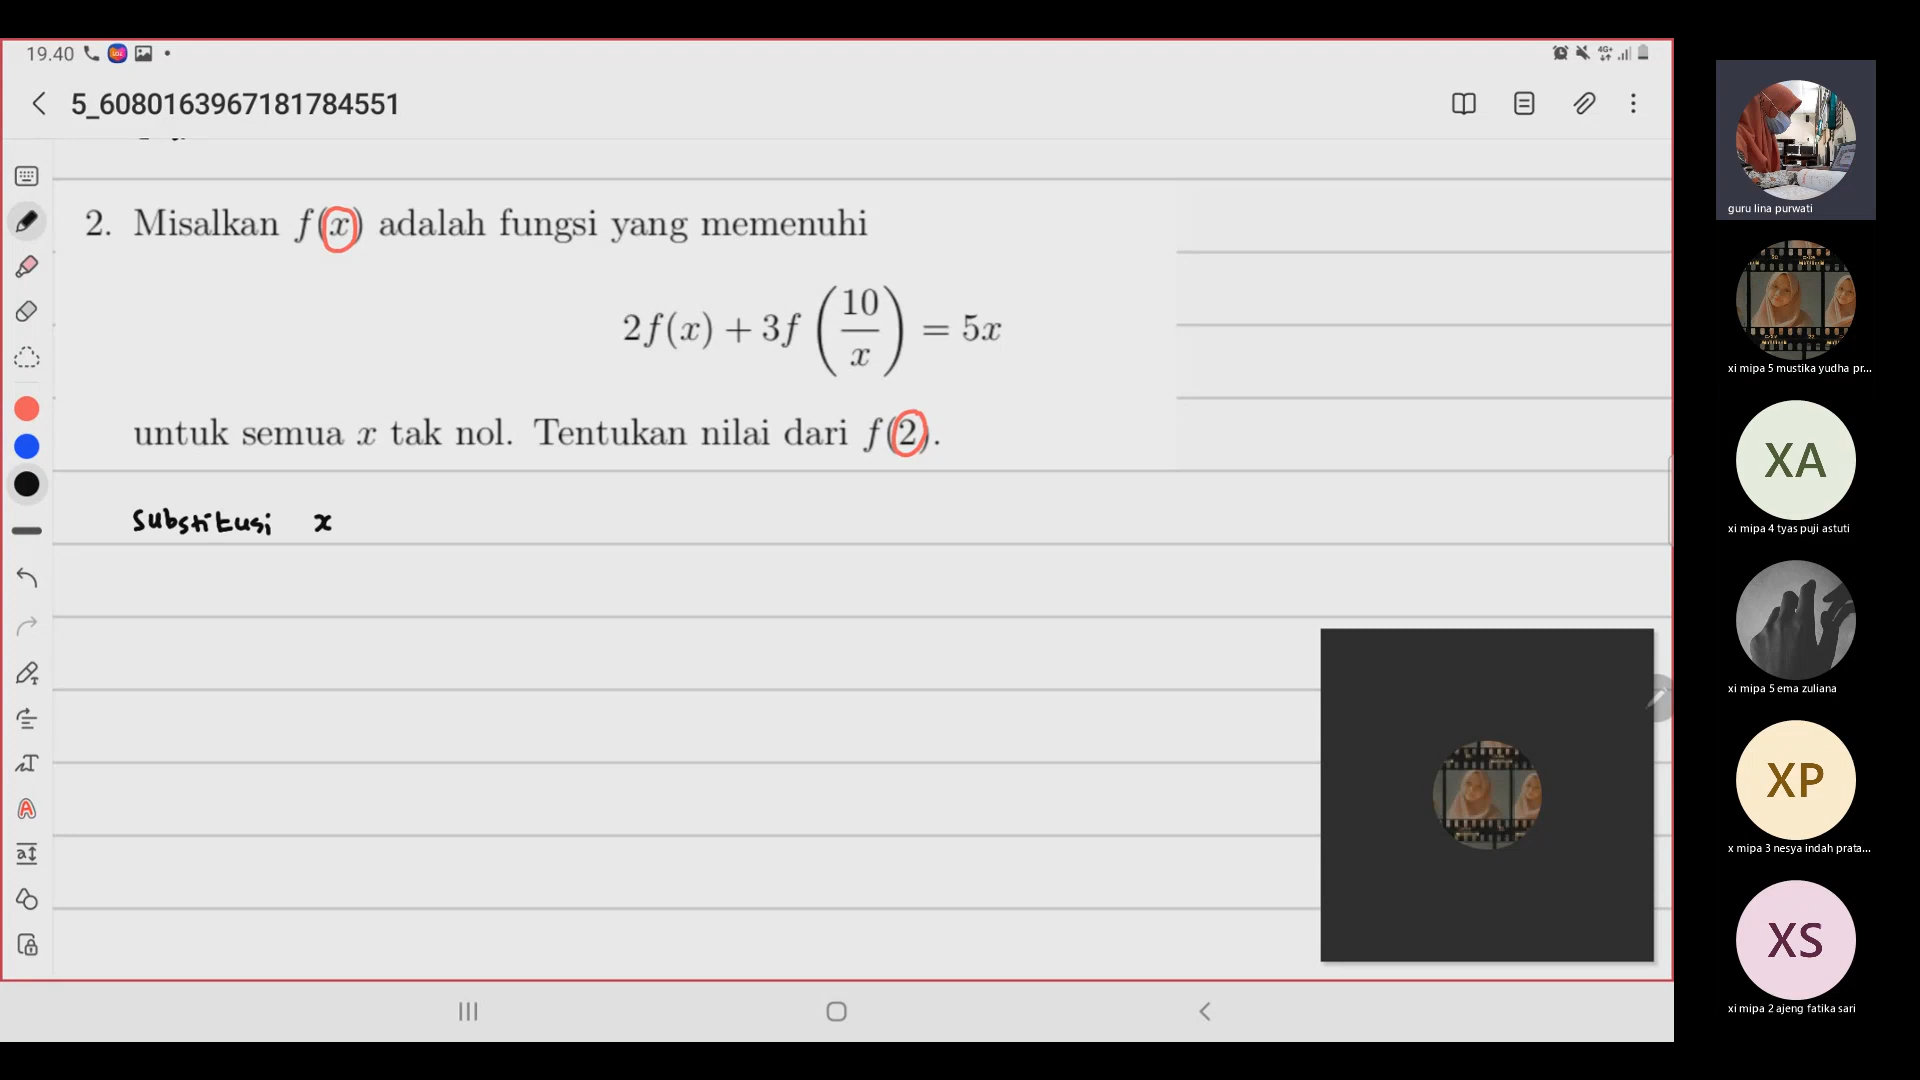 19.40
4G+
5_6080163967181784551
2. Misalkan f(x) adalah fungsi yang memenuhi
2f(x) + 3f (10/x) = 5x
untuk semua x tak nol. Tentukan nilai dari f(2).
Substitusi x
guru lina purwati
xi mipa 5 mustika yudha pr...
XA
xi mipa 4 tyas puji astuti
xi mipa 5 ema zuliana
XP
x mipa 3 nesya indah prata...
XS
xi mipa 2 ajeng fatika sari